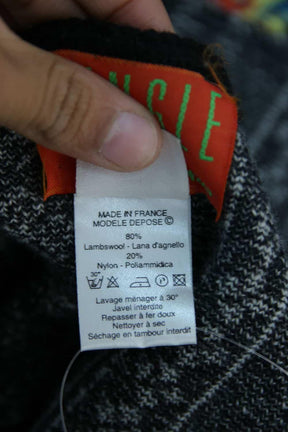 MADE IN FRANCE
MODELE DEPOSE ©
80%
Lambswool - Lana d'agnello
20%
Nylon - Poliammidica
30°
Lavage ménager à 30°
Javel interdite
Repasser à fer doux
Nettoyer à sec
Séchage en tambour interdit